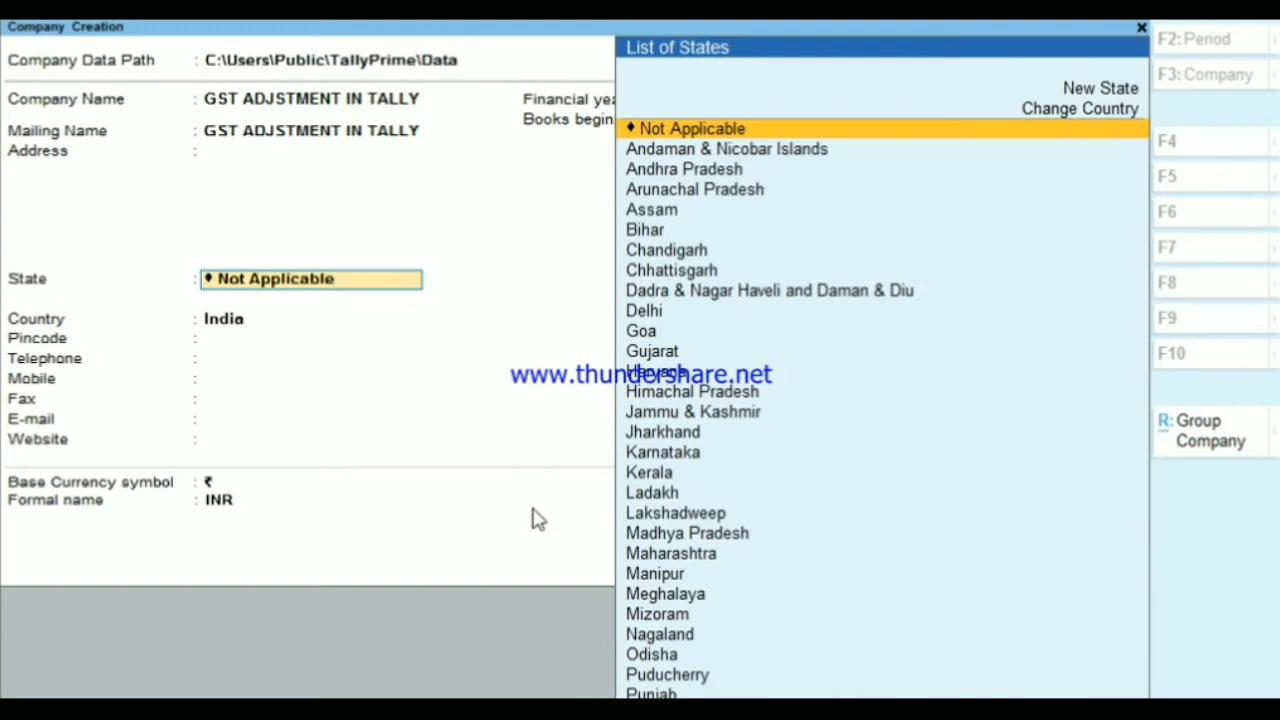 Company Creation
Company Data Path : C:\Users\Public\TallyPrime\Data
Company Name : GST ADJSTMENT IN TALLY
Mailing Name : GST ADJSTMENT IN TALLY
Address :
State : ♦ Not Applicable
Country : India
Pincode :
Telephone :
Mobile :
Fax :
E-mail :
Website :
Base Currency symbol : ₹
Formal name : INR
Financial yea
Books begin
List of States
New State
Change Country
♦ Not Applicable
Andaman & Nicobar Islands
Andhra Pradesh
Arunachal Pradesh
Assam
Bihar
Chandigarh
Chhattisgarh
Dadra & Nagar Haveli and Daman & Diu
Delhi
Goa
Gujarat
Haryana
www.thundershare.net
Himachal Pradesh
Jammu & Kashmir
Jharkhand
Karnataka
Kerala
Ladakh
Lakshadweep
Madhya Pradesh
Maharashtra
Manipur
Meghalaya
Mizoram
Nagaland
Odisha
Puducherry
Punjab
F2: Period
F3: Company
F4
F5
F6
F7
F8
F9
F10
R: Group
Company